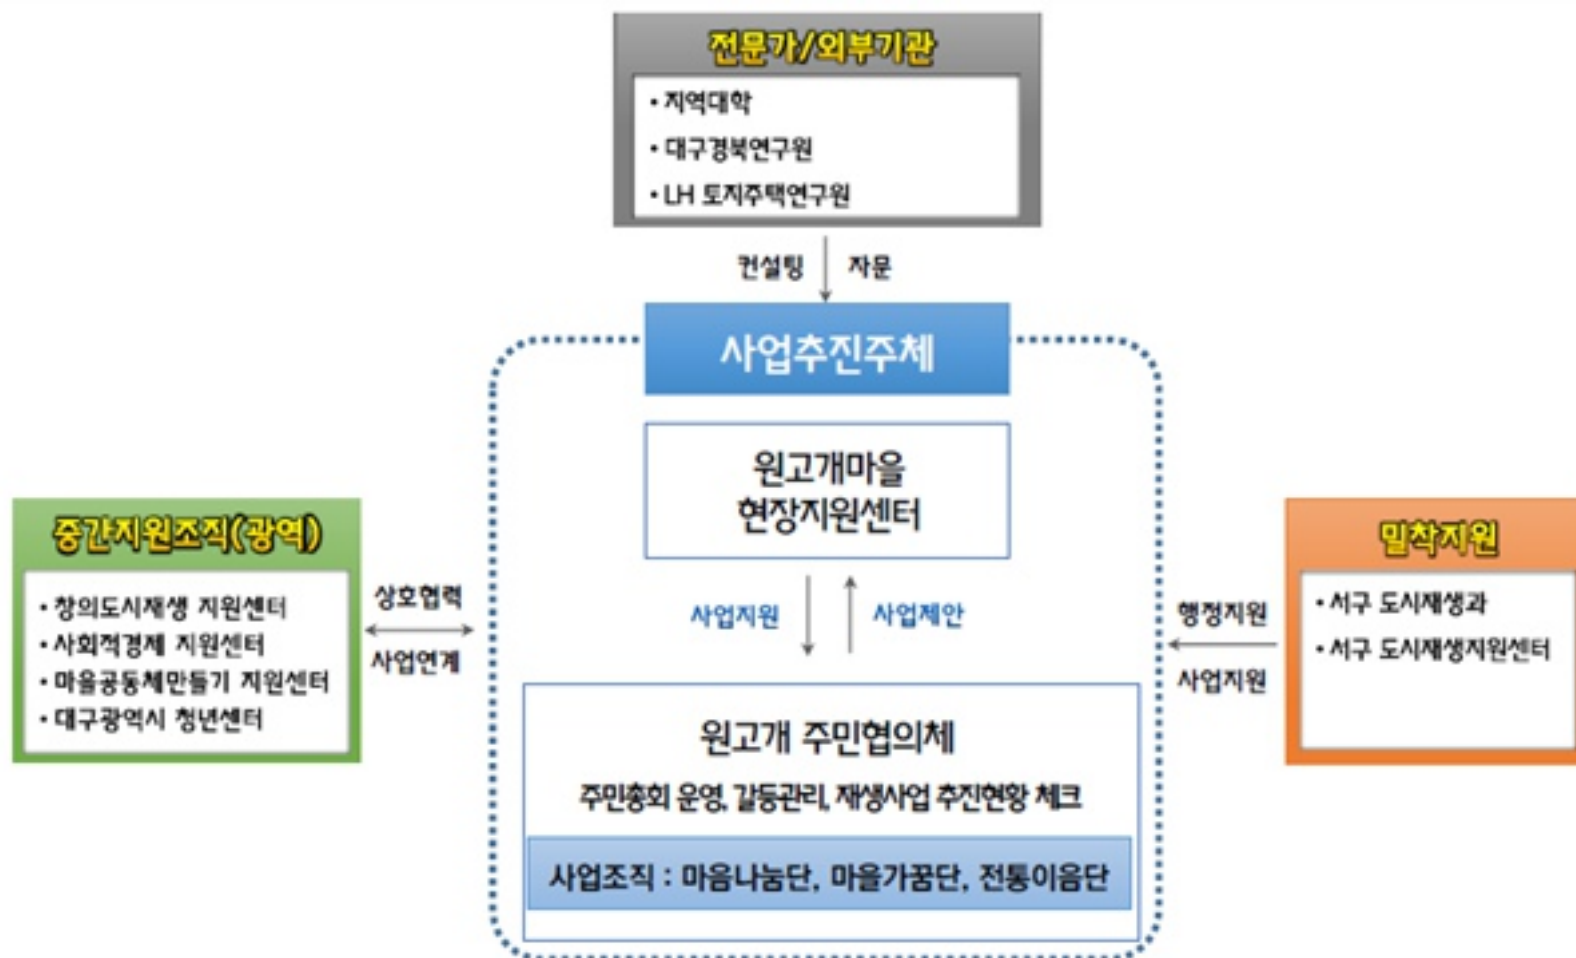 전문가/외부기관
• 지역대학
• 대구경북연구원
• LH 토지주택연구원
컨설팅 자문
사업추진주체
원고개마을
현장지원센터
사업지원 사업제안
원고개 주민협의체
주민총회 운영, 갈등관리, 재생사업 추진현황 체크
사업조직 : 마음나눔단, 마을가꿈단, 전통이음단
중간지원조직(광역)
• 창의도시재생 지원센터
• 사회적경제 지원센터
• 마을공동체만들기 지원센터
• 대구광역시 청년센터
상호협력
사업연계
밀착지원
• 서구 도시재생과
• 서구 도시재생지원센터
행정지원
사업지원